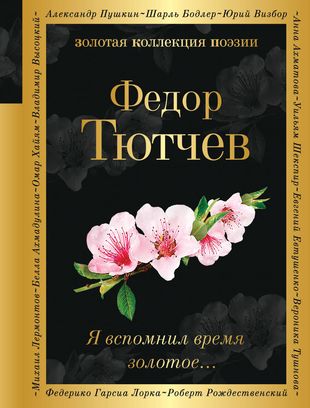 Александр Пушкин~Шарль Бодлер~Юрий Визбор
~Анна Ахматова~Уильям Шекспир~Евгений Евтушенко~Вероника Тушнова~
Федерико Гарсиа Лорка~Роберт Рождественский
~Михаил Лермонтов~Белла Ахмадулина~Омар Хайям~Владимир Высоцкий~
ЗОЛОТАЯ КОЛЛЕКЦИЯ ПОЭЗИИ
Федор
Тютчев
Я вспомнил время
золотое...